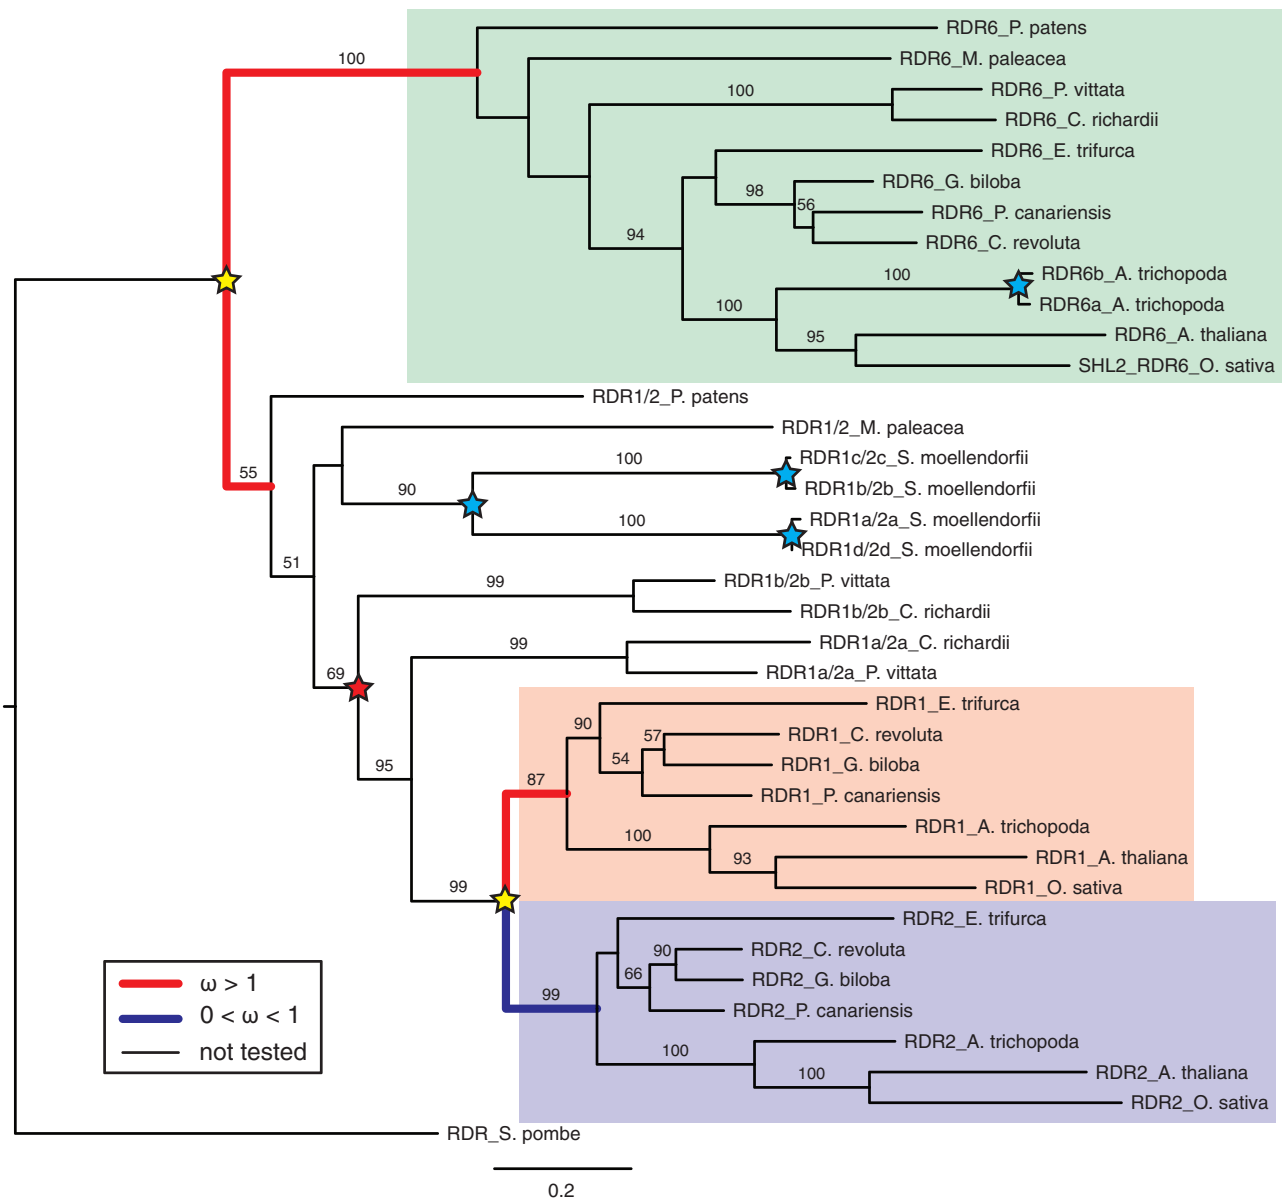 RDR6_P. patens
100
RDR6_M. paleacea
RDR6_P. vittata
100
RDR6_C. richardii
RDR6_E. trifurca
RDR6_G. biloba
98
56
RDR6_P. canariensis
94
RDR6_C. revoluta
RDR6b_A. trichopoda
100
RDR6a_A. trichopoda
100
RDR6_A. thaliana
95
SHL2_RDR6_O. sativa
RDR1/2_P. patens
RDR1/2_M. paleacea
RDR1c/2c_S. moellendorfii
100
55
90
RDR1b/2b_S. moellendorfii
RDR1a/2a_S. moellendorfii
100
RDR1d/2d_S. moellendorfii
51
RDR1b/2b_P. vittata
99
RDR1b/2b_C. richardii
RDR1a/2a_C. richardii
99
69
RDR1a/2a_P. vittata
RDR1_E. trifurca
90
57
RDR1_C. revoluta
54
RDR1_G. biloba
95
87
RDR1_P. canariensis
RDR1_A. trichopoda
100
RDR1_A. thaliana
93
99
RDR1_O. sativa
RDR2_E. trifurca
90
RDR2_C. revoluta
66
RDR2_G. biloba
99
RDR2_P. canariensis
RDR2_A. trichopoda
100
RDR2_A. thaliana
100
RDR2_O. sativa
ω > 1
0 < ω < 1
not tested
RDR_S. pombe
0.2